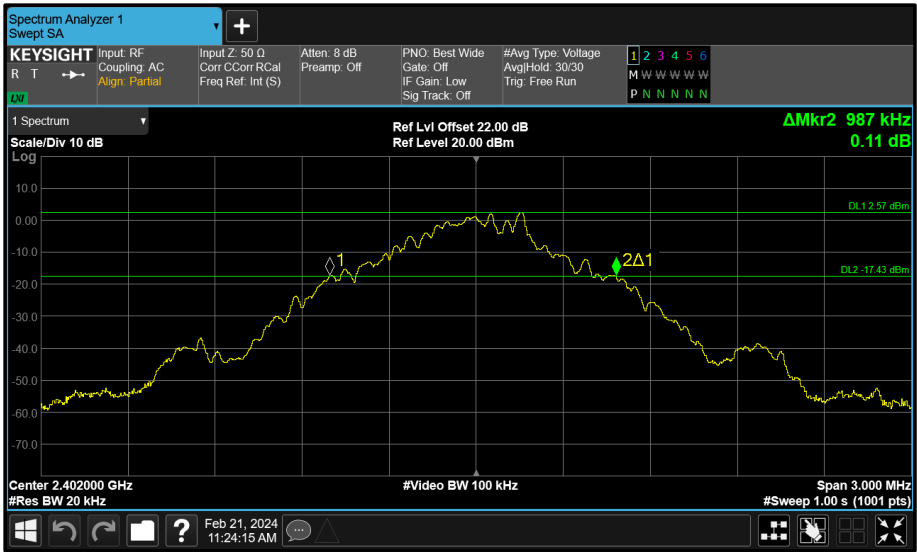 Spectrum Analyzer 1
Swept SA
+
KEYSIGHT
R T
LXI
Input: RF
Coupling: AC
Align: Partial
Input Z: 50 Ω
Corr CCorr RCal
Freq Ref: Int (S)
Atten: 8 dB
Preamp: Off
PNO: Best Wide
Gate: Off
IF Gain: Low
Sig Track: Off
#Avg Type: Voltage
Avg|Hold: 30/30
Trig: Free Run
1 2 3 4 5 6
M W W W W W
P N N N N N
1 Spectrum
Scale/Div 10 dB
Ref Lvl Offset 22.00 dB
Ref Level 20.00 dBm
ΔMkr2 987 kHz
0.11 dB
Log
10.0
0.00
-10.0
-20.0
-30.0
-40.0
-50.0
-60.0
-70.0
DL1 2.57 dBm
1
2Δ1
DL2 -17.43 dBm
Center 2.402000 GHz
#Video BW 100 kHz
Span 3.000 MHz
#Res BW 20 kHz
#Sweep 1.00 s (1001 pts)
?
Feb 21, 2024
11:24:15 AM